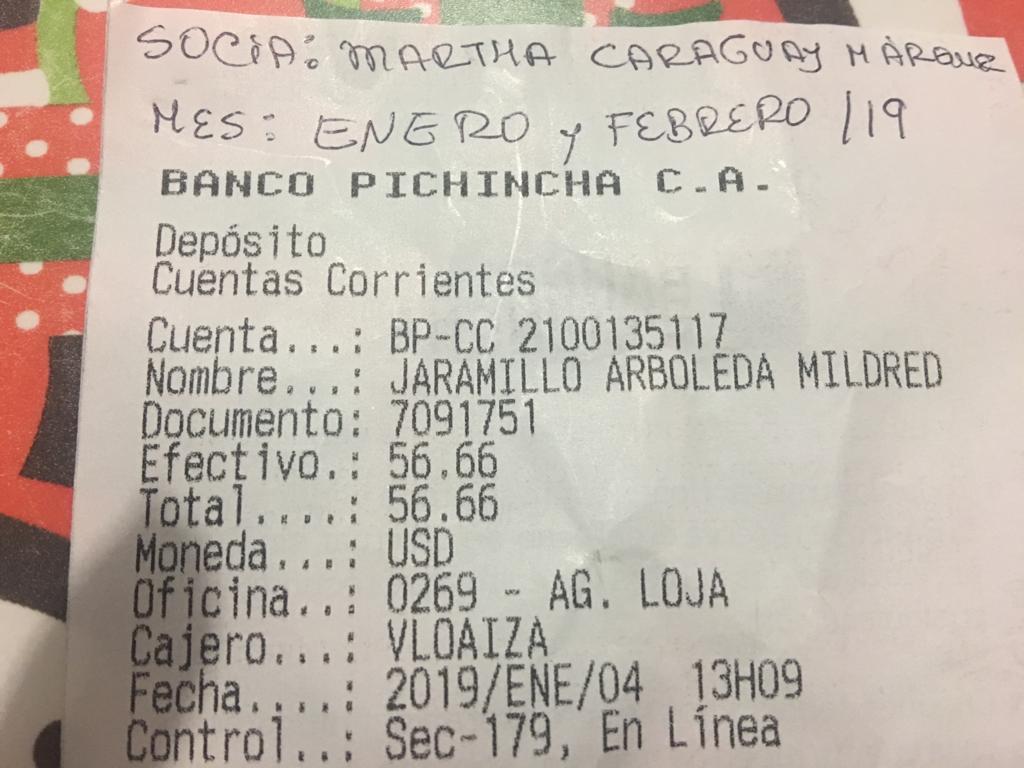 SOCIA: MARTHA CARAGUAY MÁRQUEZ
MES: ENERO y FEBRERO /19
BANCO PICHINCHA C.A.
Depósito
Cuentas Corrientes
Cuenta...: BP-CC 2100135117
Nombre...: JARAMILLO ARBOLEDA MILDRED
Documento: 7091751
Efectivo.: 56.66
Total....: 56.66
Moneda...: USD
Oficina..: 0269 - AG. LOJA
Cajero...: VLOAIZA
Fecha....: 2019/ENE/04 13H09
Control..: Sec-179, En Línea